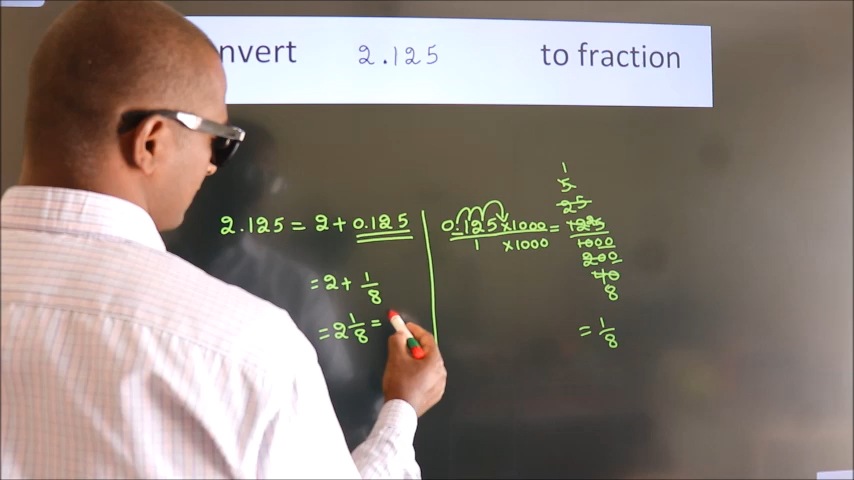 nvert 2.125 to fraction
2.125 = 2 + 0.125
= 2 + 1/8
= 2 1/8 =
0.125 × 1000 / 1 × 1000 = 125 / 1000
1
5
25
200
40
8
= 1/8